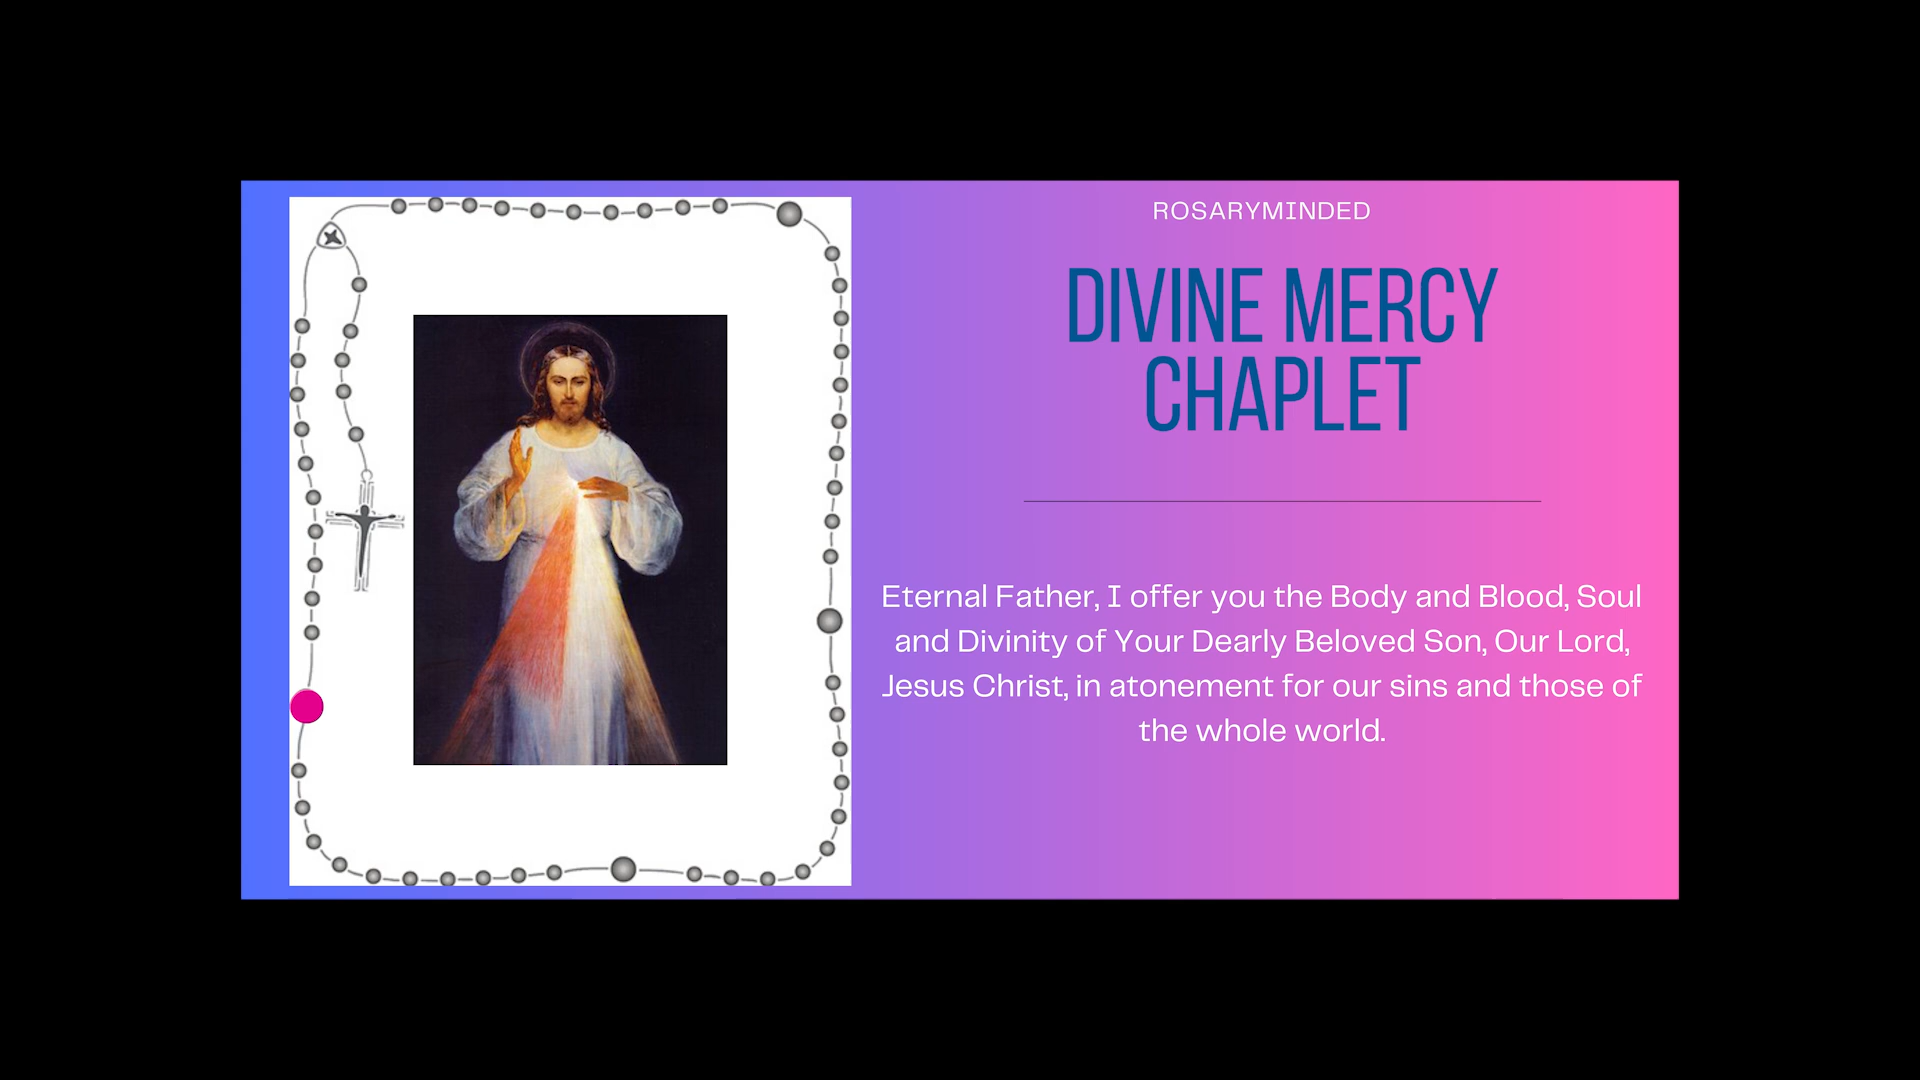 ROSARYMINDED
DIVINE MERCY
CHAPLET
Eternal Father, I offer you the Body and Blood, Soul
and Divinity of Your Dearly Beloved Son, Our Lord,
Jesus Christ, in atonement for our sins and those of
the whole world.